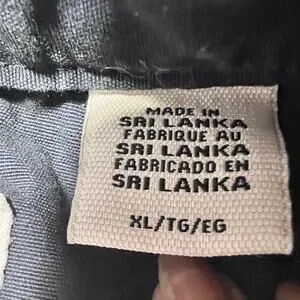 MADE IN
SRI LANKA
FABRIQUE AU
SRI LANKA
FABRICADO EN
SRI LANKA
XL/TG/EG